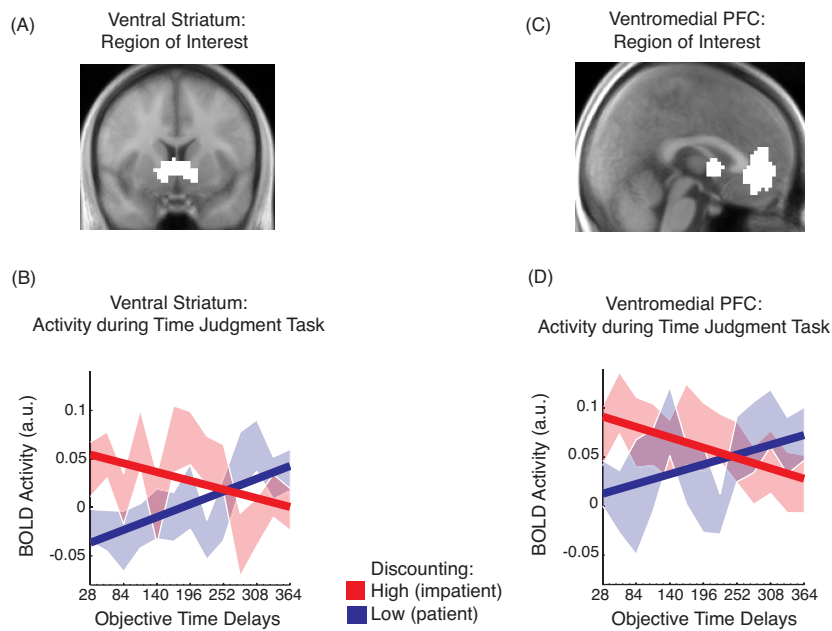 (A)
Ventral Striatum:
Region of Interest
(C)
Ventromedial PFC:
Region of Interest
(B)
Ventral Striatum:
Activity during Time Judgment Task
BOLD Activity (a.u.)
0.1
0.05
0
-0.05
28 84 140 196 252 308 364
Objective Time Delays
Discounting:
High (impatient)
Low (patient)
(D)
Ventromedial PFC:
Activity during Time Judgment Task
BOLD Activity (a.u.)
0.1
0.05
0
-0.05
28 84 140 196 252 308 364
Objective Time Delays